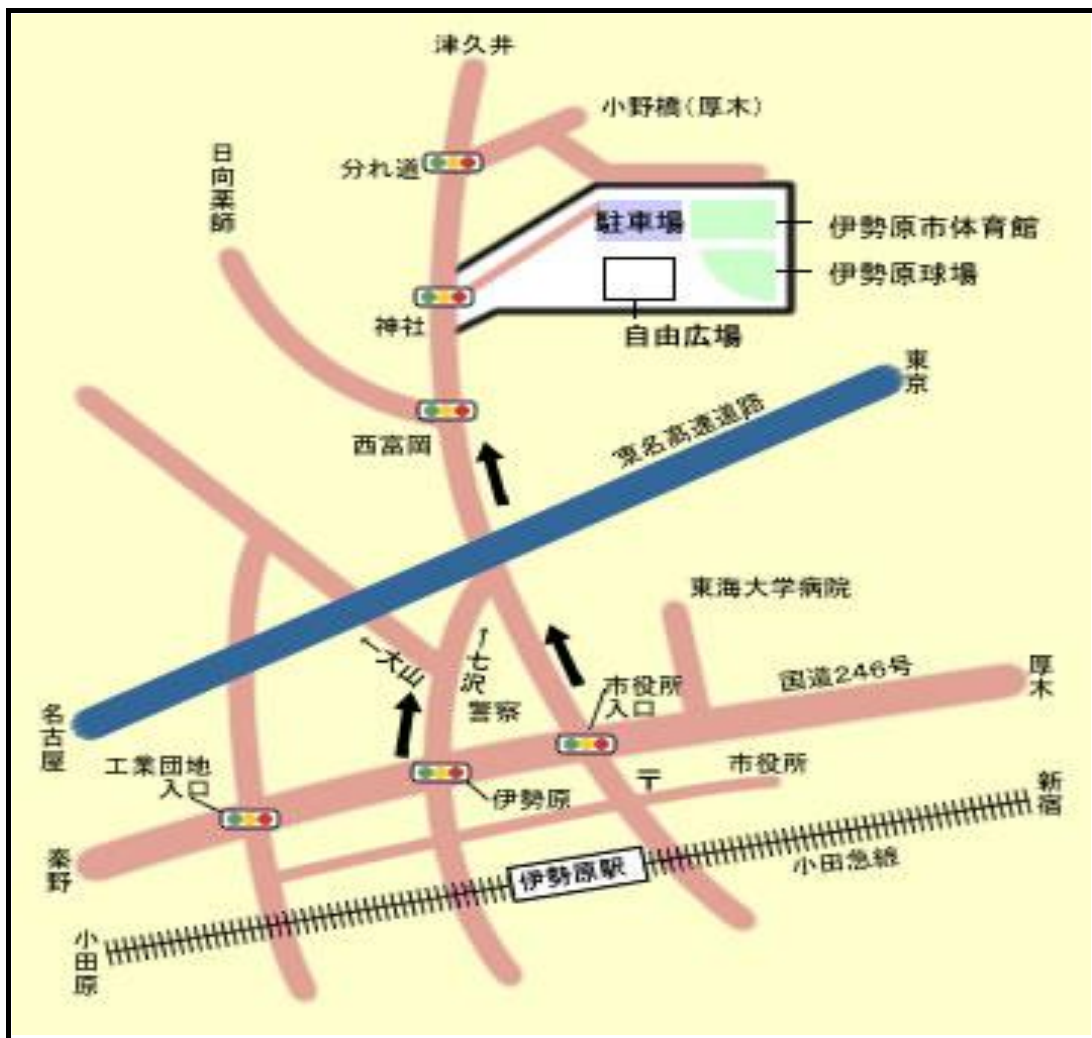 津久井
小野橋(厚木)
日向薬師
分れ道
駐車場
伊勢原市体育館
伊勢原球場
神社
自由広場
東京
西富岡
東名高速道路
東海大学病院
←大山
←七沢
厚木
国道246号
市役所
入口
警察
名古屋
工業団地
入口
伊勢原
〒
市役所
新宿
秦野
伊勢原駅
小田急線
小田原